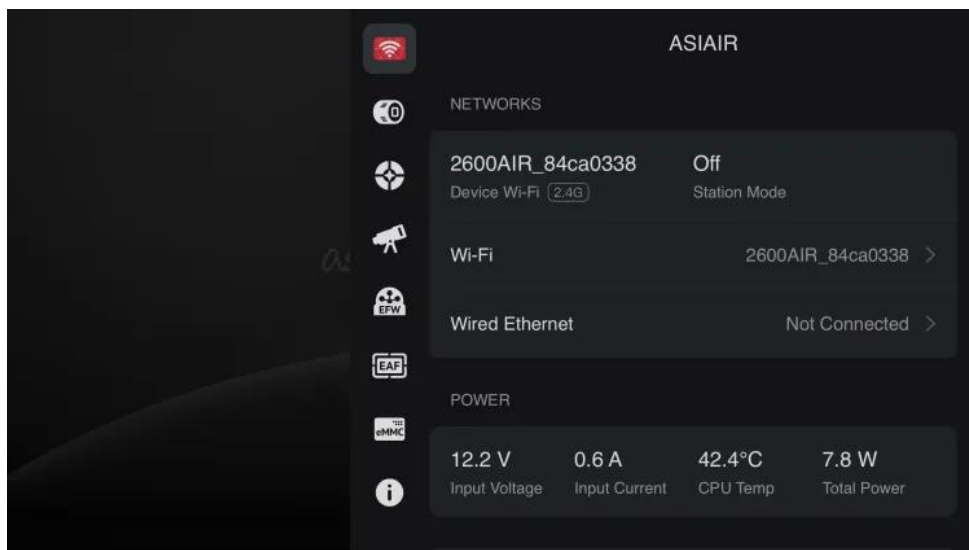 ASIAIR
NETWORKS
2600AIR_84ca0338 Off
Device Wi-Fi 2.4G Station Mode
Wi-Fi 2600AIR_84ca0338 >
EFW
Wired Ethernet Not Connected >
EAF
POWER
eMMC
12.2 V 0.6 A 42.4°C 7.8 W
Input Voltage Input Current CPU Temp Total Power